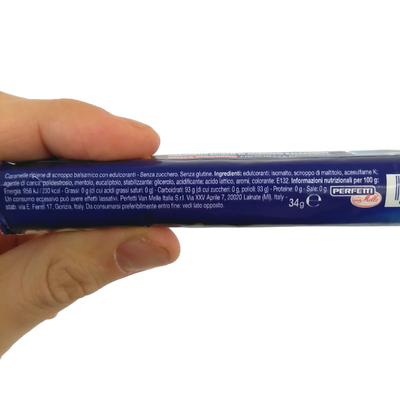 Caramelle ripiene di sciroppo balsamico con edulcoranti - Senza zucchero. Senza glutine. Ingredienti: edulcoranti: isomalto, sciroppo di maltitolo, acesulfame K;
agente di carica: polidestrosio, mentolo, eucaliptolo, stabilizzante: glicerolo, acidificante: acido lattico, aromi, colorante: E132. Informazioni nutrizionali per 100 g:
Energia: 956 kJ / 230 kcal - Grassi: 0 g (di cui acidi grassi saturi: 0 g) - Carboidrati: 93 g (di cui zuccheri: 0 g, polioli: 93 g) - Proteine: 0 g - Sale: 0 g.
Un consumo eccessivo può avere effetti lassativi. Perfetti Van Melle Italia S.r.l. Via XXV Aprile 7, 20020 Lainate (MI), Italy -
stab. via E. Fermi 17, Gorizia, Italy. Da consumarsi preferibilmente entro fine: vedi lato opposto.
34 g e
PERFETTI
van Melle